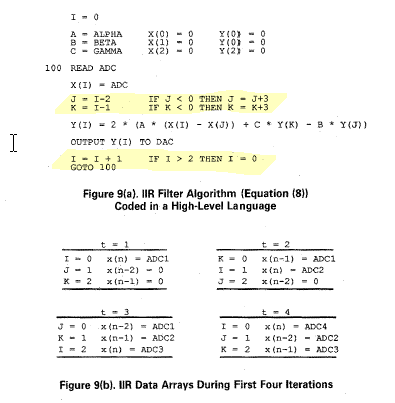 I = 0
A = ALPHA X(0) = 0 Y(0) = 0
B = BETA X(1) = 0 Y(0) = 0
C = GAMMA X(2) = 0 Y(2) = 0
100 READ ADC
X(I) = ADC
J = I-2 IF J < 0 THEN J = J+3
K = I-1 IF K < 0 THEN K = K+3
Y(I) = 2 * (A * (X(I) - X(J)) + C * Y(K) - B * Y(J))
OUTPUT Y(I) TO DAC
I = I + 1 IF I > 2 THEN I = 0
GOTO 100
Figure 9(a). IIR Filter Algorithm (Equation (8))
Coded in a High-Level Language
t = 1
I = 0 x(n) = ADC1
J = 1 x(n-2) = 0
K = 2 x(n-1) = 0
t = 2
K = 0 x(n-1) = ADC1
I = 1 x(n) = ADC2
J = 2 x(n-2) = 0
t = 3
J = 0 x(n-2) = ADC1
K = 1 x(n-1) = ADC2
I = 2 x(n) = ADC3
t = 4
I = 0 x(n) = ADC4
J = 1 x(n-2) = ADC2
K = 2 x(n-1) = ADC3
Figure 9(b). IIR Data Arrays During First Four Iterations